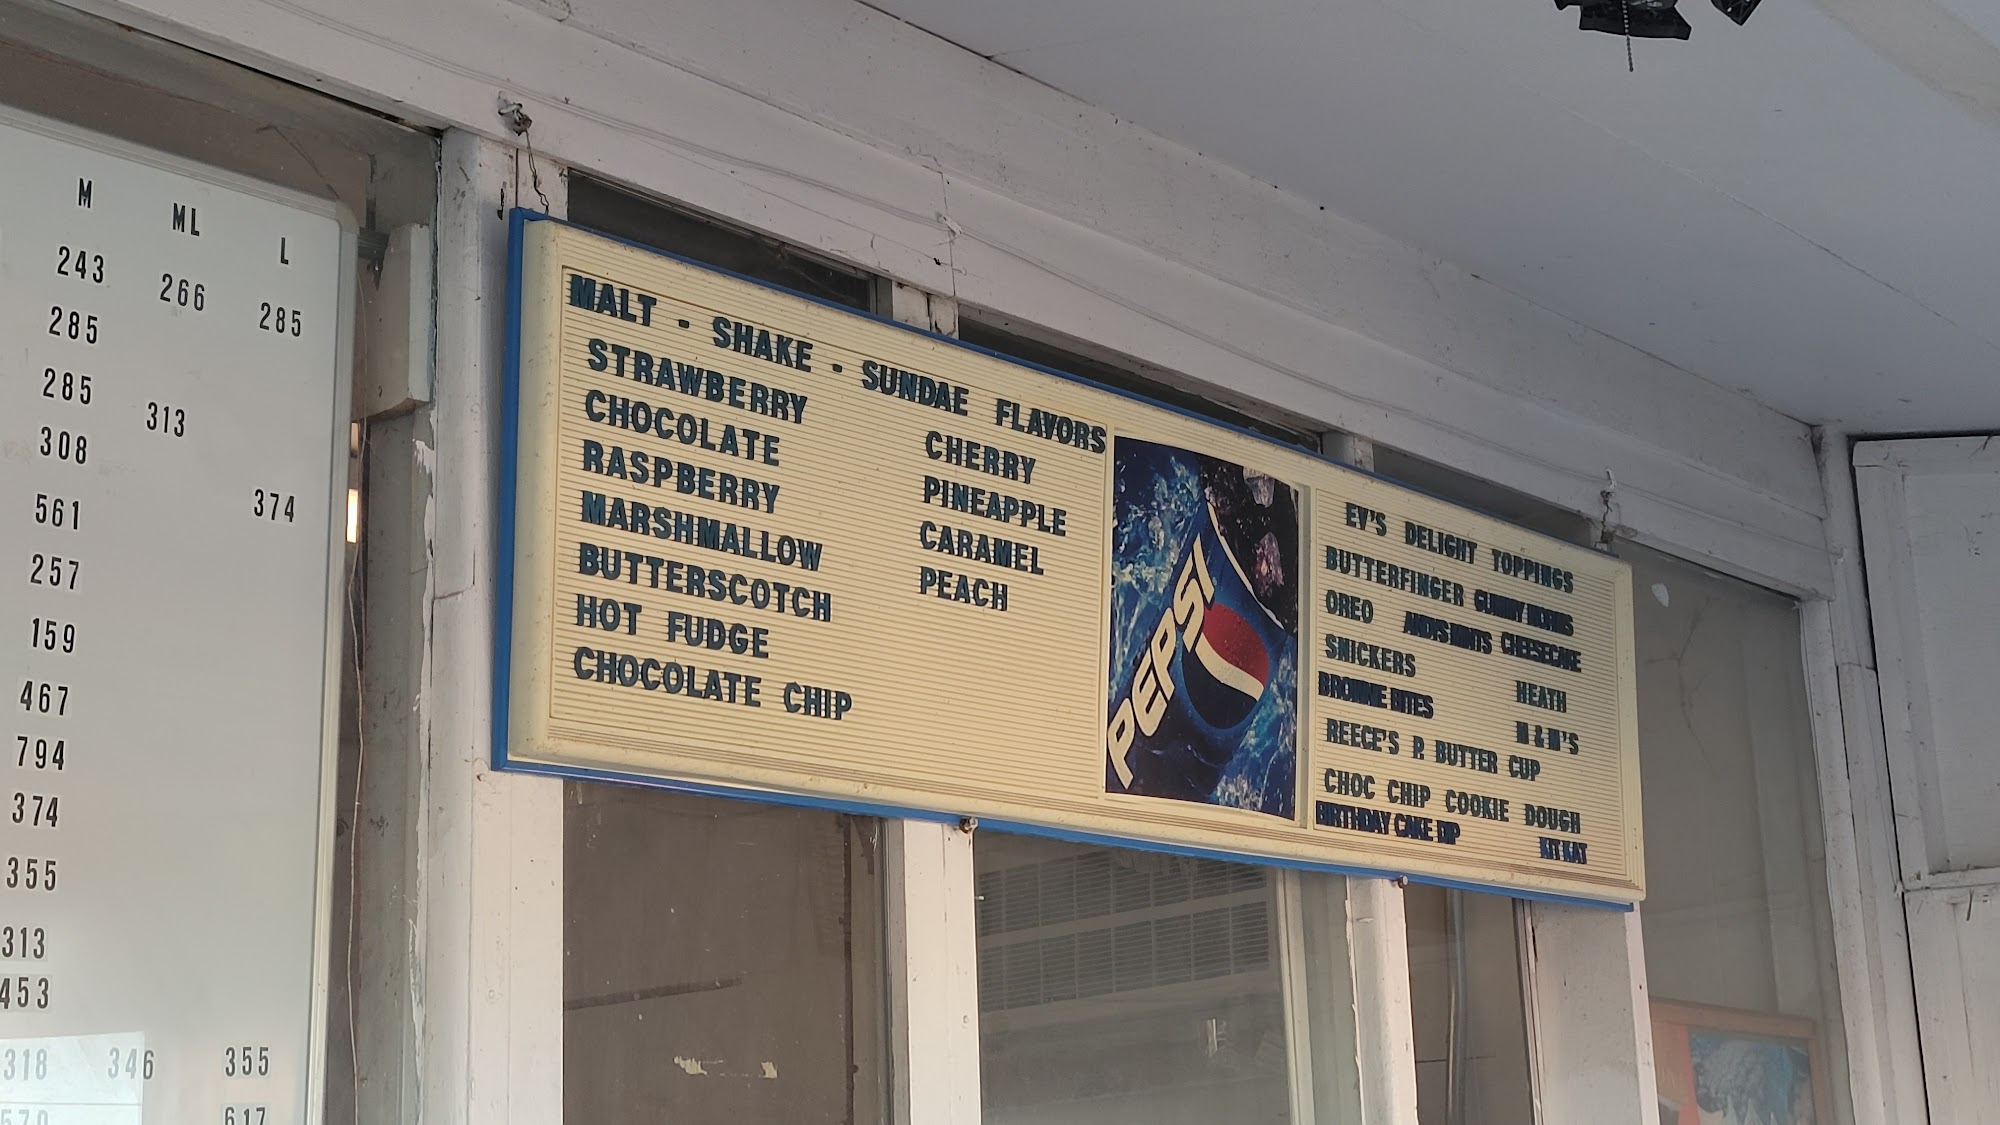 M ML L
243 266 285
285
285 313
308
561 374
257
159
467
794
374
355
313
453
318 346 355
570 617
MALT - SHAKE - SUNDAE FLAVORS
STRAWBERRY
CHOCOLATE CHERRY
RASPBERRY PINEAPPLE
MARSHMALLOW CARAMEL
BUTTERSCOTCH PEACH
HOT FUDGE
CHOCOLATE CHIP
PEPSI
EV'S DELIGHT TOPPINGS
BUTTERFINGER GUMMY WORMS
OREO ANDYS MINTS CHEESECAKE
SNICKERS HEATH
BROWNIE BITES M & M'S
REECE'S P. BUTTER CUP
CHOC CHIP COOKIE DOUGH
BIRTHDAY CAKE DIP KIT KAT